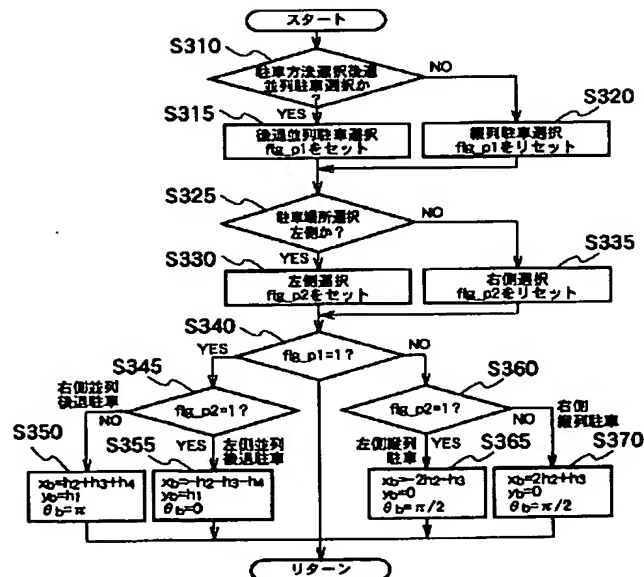 スタート
S310
駐車方法選択後退
並列駐車選択か
?
NO
YES
S315
後退並列駐車選択
flg_p1をセット
S320
縦列駐車選択
flg_p1をリセット
S325
駐車場所選択
左側か?
NO
YES
S330
左側選択
flg_p2をセット
S335
右側選択
flg_p2をリセット
S340
flg_p1=1?
YES
NO
S345
flg_p2=1?
右側並列
後退駐車
NO
YES
左側並列
後退駐車
S360
flg_p2=1?
左側縦列
駐車
YES
NO
右側
縦列駐車
S350
xb=h2+h3+h4
yb=h1
θb=π
S355
xb=-h2-h3-h4
yb=h1
θb=0
S365
xb=-2h2-h3
yb=0
θb=π/2
S370
xb=2h2+h3
yb=0
θb=π/2
リターン